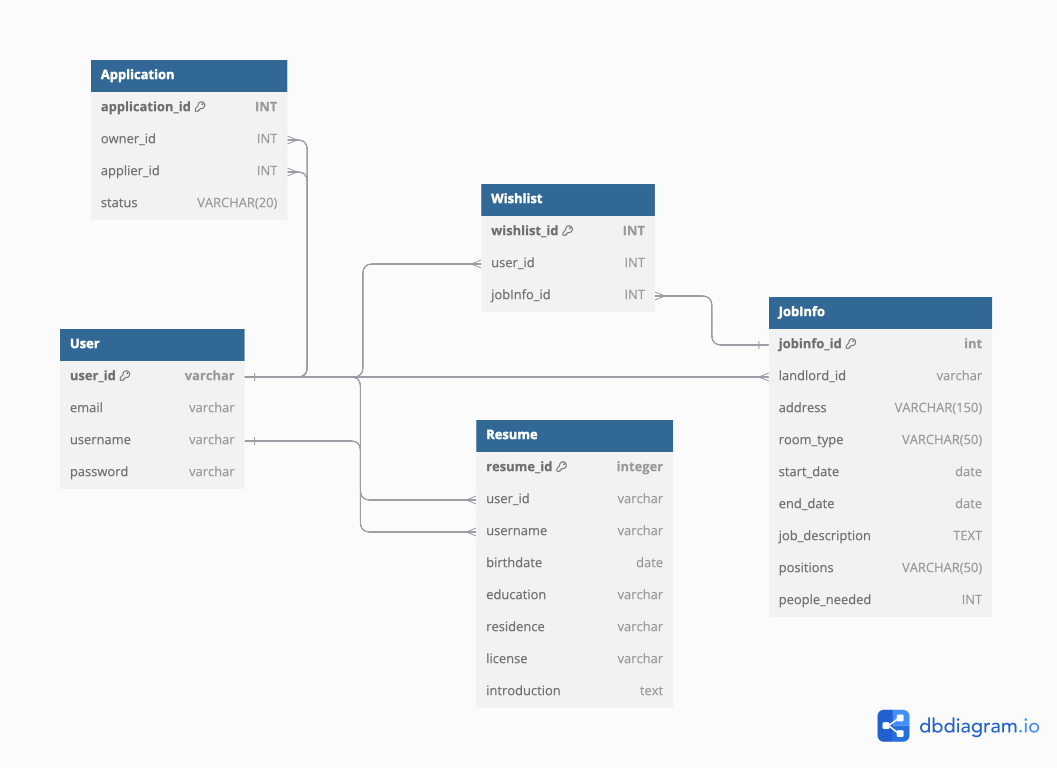 Application
application_id INT
owner_id INT
applier_id INT
status VARCHAR(20)
Wishlist
wishlist_id INT
user_id INT
jobInfo_id INT
JobInfo
jobinfo_id int
landlord_id varchar
address VARCHAR(150)
room_type VARCHAR(50)
start_date date
end_date date
job_description TEXT
positions VARCHAR(50)
people_needed INT
User
user_id varchar
email varchar
username varchar
password varchar
Resume
resume_id integer
user_id varchar
username varchar
birthdate date
education varchar
residence varchar
license varchar
introduction text
dbdiagram.io